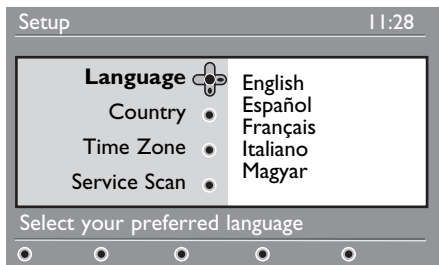 Setup 11:28
Language
Country
Time Zone
Service Scan
English
Español
Français
Italiano
Magyar
Select your preferred language